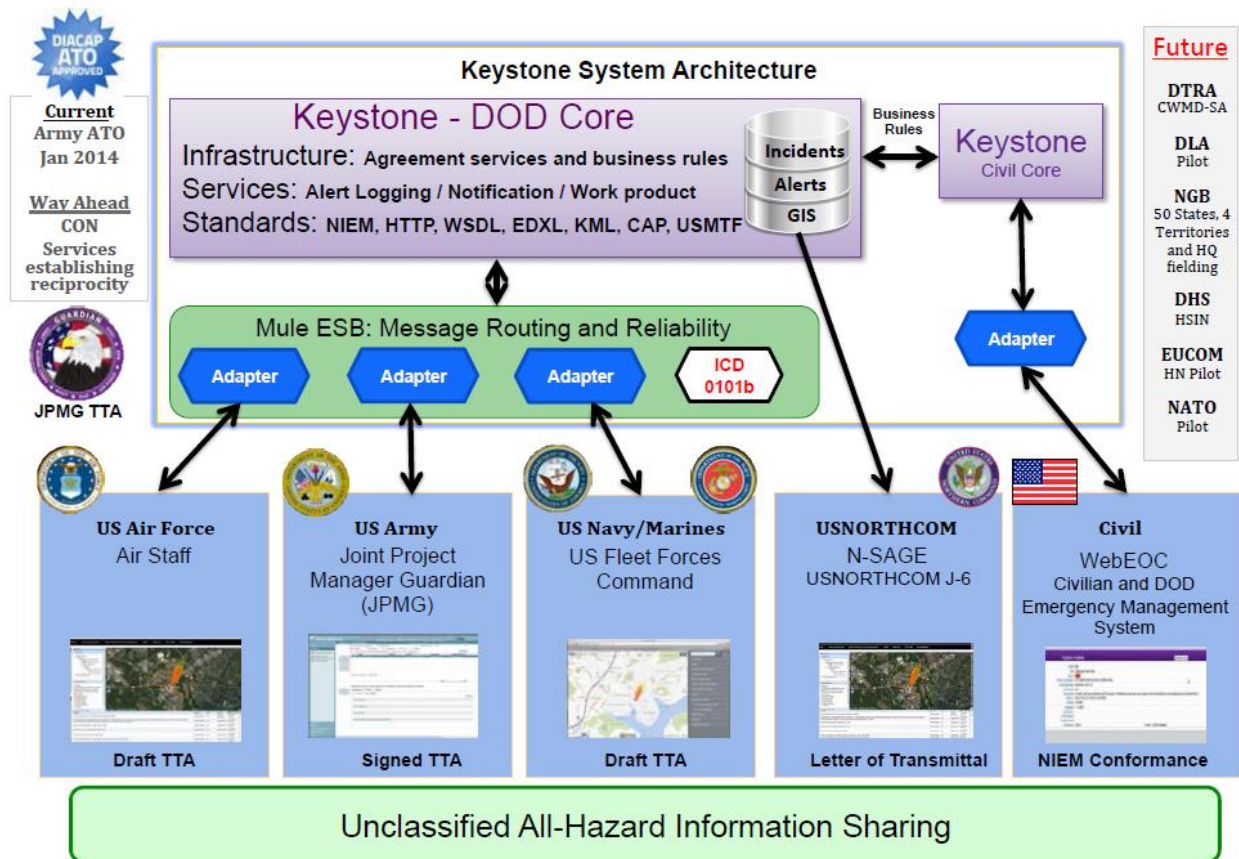 DIACAP
ATO
APPROVED
Current
Army ATO
Jan 2014
Way Ahead
CON
Services
establishing
reciprocity
GUARDIAN
JPMG TTA
Keystone System Architecture
Keystone - DOD Core
Infrastructure: Agreement services and business rules
Services: Alert Logging / Notification / Work product
Standards: NIEM, HTTP, WSDL, EDXL, KML, CAP, USMTF
Incidents
Alerts
GIS
Business
Rules
Keystone
Civil Core
Mule ESB: Message Routing and Reliability
Adapter
Adapter
Adapter
ICD
0101b
Adapter
Future
DTRA
CWMD-SA
DLA
Pilot
NGB
50 States, 4
Territories
and HQ
fielding
DHS
HSIN
EUCOM
HN Pilot
NATO
Pilot
US Air Force
Air Staff
Draft TTA
US Army
Joint Project
Manager Guardian
(JPMG)
Signed TTA
US Navy/Marines
US Fleet Forces
Command
Draft TTA
USNORTHCOM
N-SAGE
USNORTHCOM J-6
Letter of Transmittal
Civil
WebEOC
Civilian and DOD
Emergency Management
System
NIEM Conformance
Unclassified All-Hazard Information Sharing